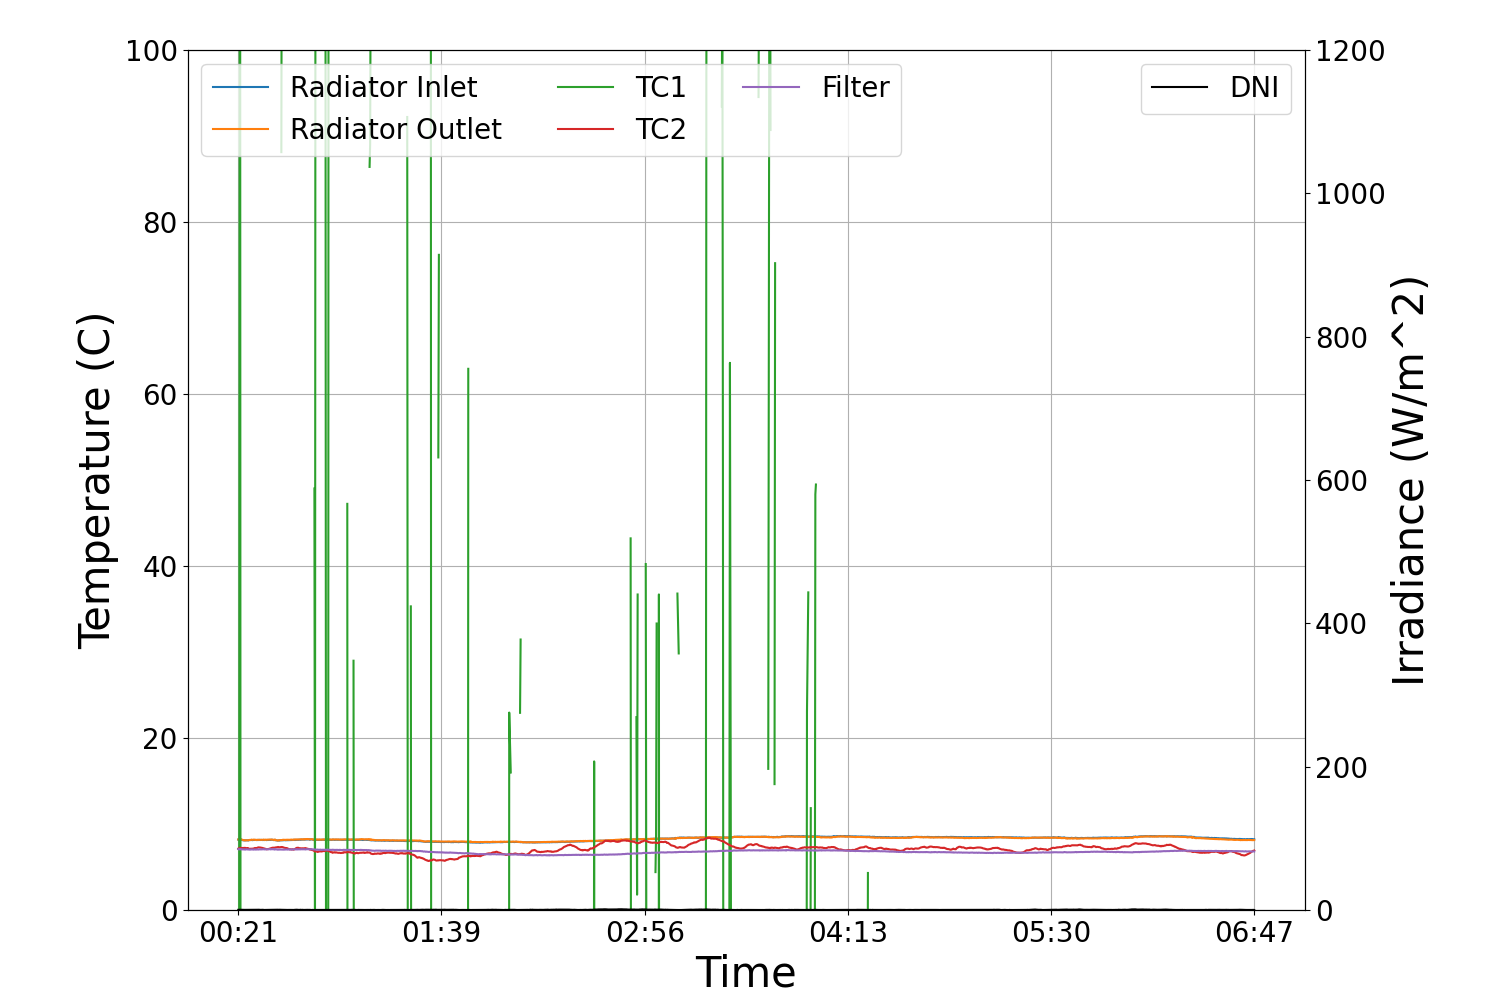 100
80
60
40
20
0
Temperature (C)
Radiator Inlet
Radiator Outlet
TC1
TC2
Filter
DNI
1200
1000
800
600
400
200
0
Irradiance (W/m^2)
00:21 01:39 02:56 04:13 05:30 06:47
Time